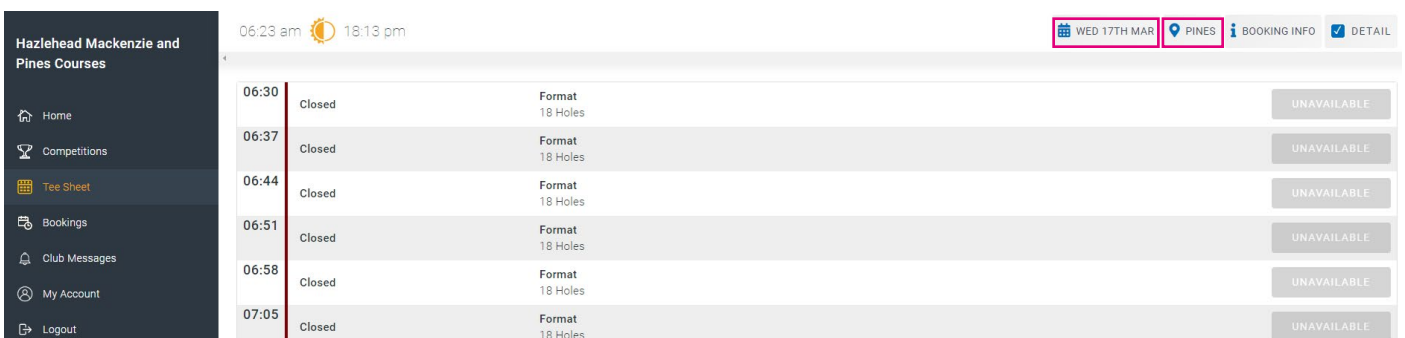 Hazlehead Mackenzie and
Pines Courses
Home
Competitions
Tee Sheet
Bookings
Club Messages
My Account
Logout
06:23 am 18:13 pm
WED 17TH MAR PINES BOOKING INFO DETAIL
06:30 Closed Format UNAVAILABLE
18 Holes
06:37 Closed Format UNAVAILABLE
18 Holes
06:44 Closed Format UNAVAILABLE
18 Holes
06:51 Closed Format UNAVAILABLE
18 Holes
06:58 Closed Format UNAVAILABLE
18 Holes
07:05 Closed Format UNAVAILABLE
18 Holes